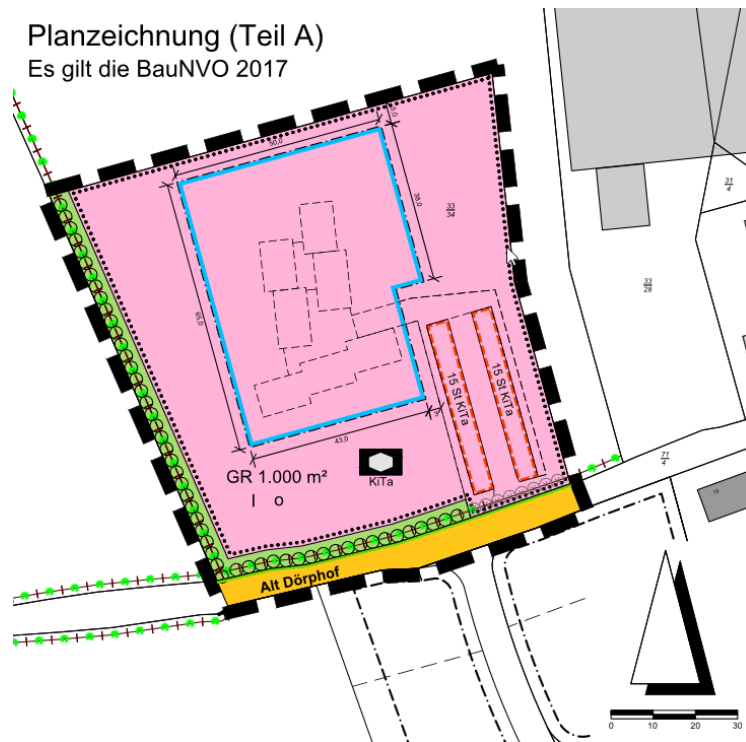 Planzeichnung (Teil A)
Es gilt die BauNVO 2017
50,0
3,0
38,0
65,0
43,0
33
34
31
4
33
28
71
4
15 St KiTa
15 St KiTa
KiTa
GR 1.000 m²
I o
Alt Dörphof
0 10 20 30